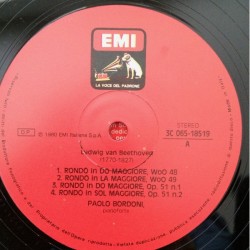 EMI
LA VOCE DEL PADRONE
STEREO
3C 065-18519
A
℗ 1980 EMI Italiana S.p.A.
Ludwig van Beethoven
(1770-1827)
1. RONDO in DO MAGGIORE, WoO 48
2. RONDO in LA MAGGIORE, WoO 49
3. RONDO in DO MAGGIORE, Op. 51 n.1
4. RONDO in SOL MAGGIORE, Op. 51 n.2
PAOLO BORDONI,
pianoforte